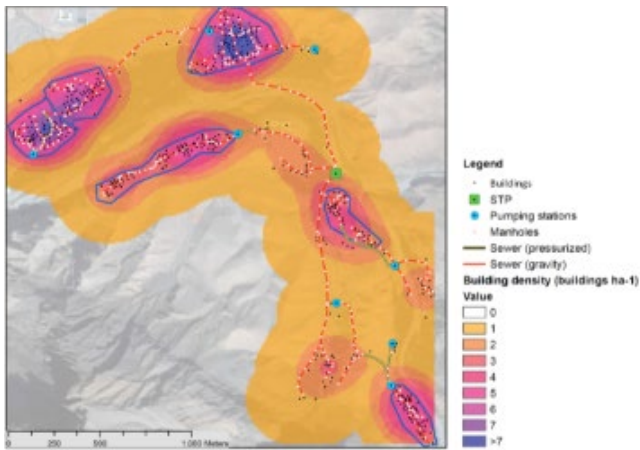 Legend
Buildings
STP
Pumping stations
Manholes
Sewer (pressurized)
Sewer (gravity)
Building density (buildings ha-1)
Value
0
1
2
3
4
5
6
7
>7
0 250 500 1.000 Meters